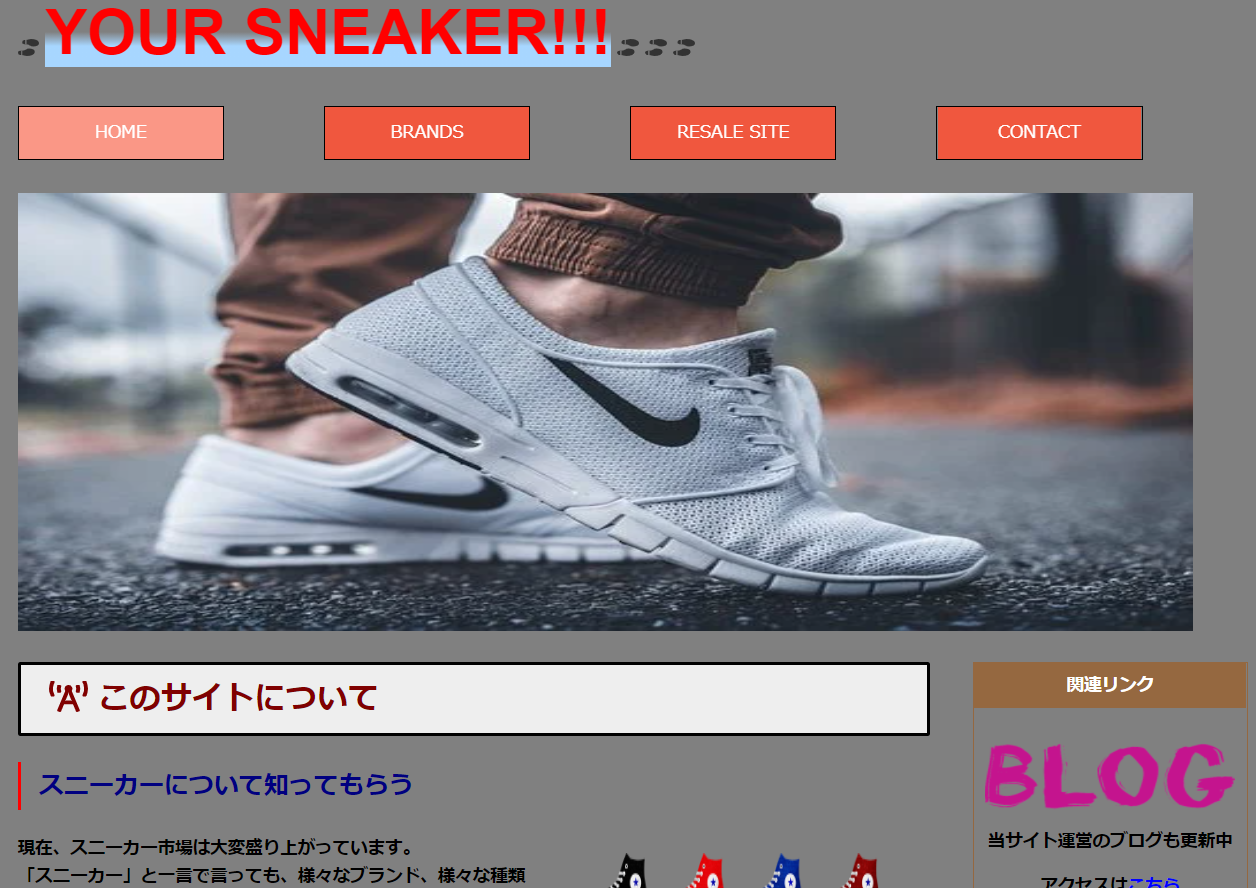 YOUR SNEAKER!!!
HOME
BRANDS
RESALE SITE
CONTACT
このサイトについて
スニーカーについて知ってもらう
現在、スニーカー市場は大変盛り上がっています。
「スニーカー」と一言で言っても、様々なブランド、様々な種類
関連リンク
BLOG
当サイト運営のブログも更新中
アクセスはこちら